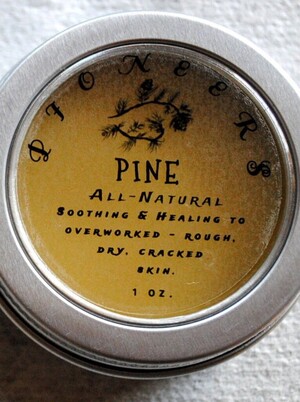 PIONEERS
PINE
ALL-NATURAL
SOOTHING & HEALING TO
OVERWORKED - ROUGH,
DRY, CRACKED
SKIN.
1 OZ.